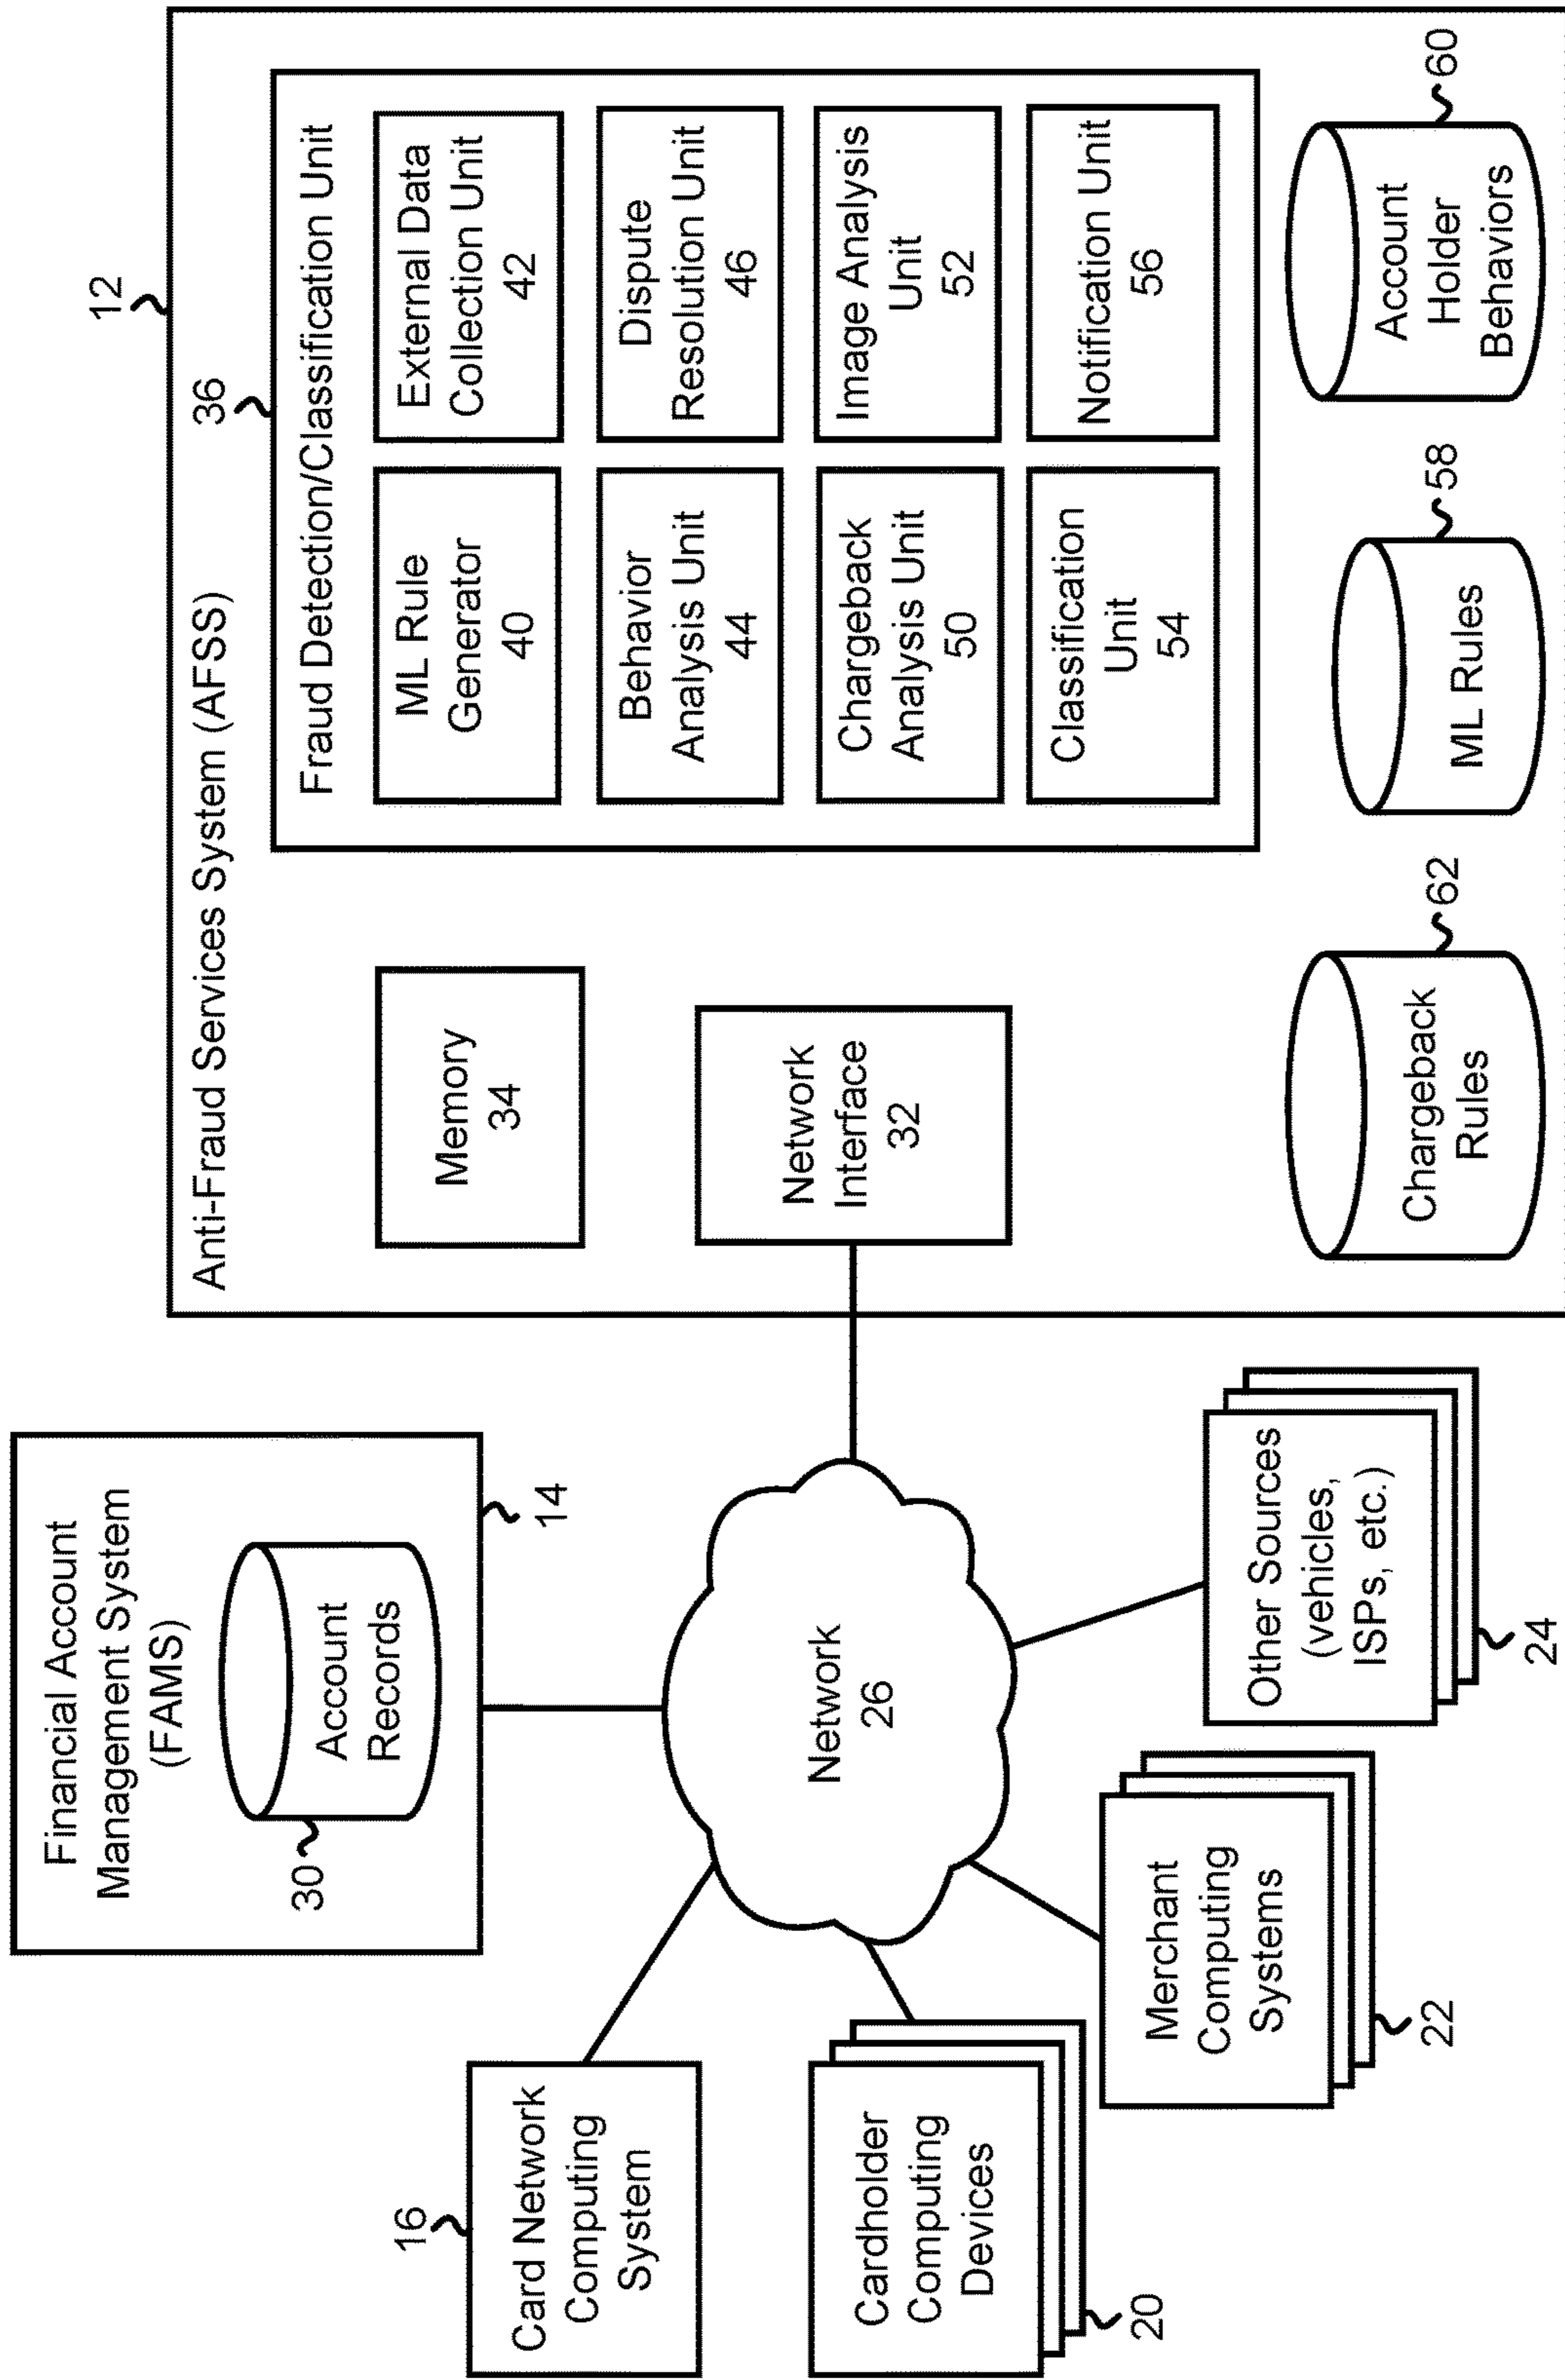 12
Anti-Fraud Services System (AFSS)
36
Fraud Detection/Classification Unit
ML Rule
Generator
40
External Data
Collection Unit
42
Behavior
Analysis Unit
44
Dispute
Resolution Unit
46
Chargeback
Analysis Unit
50
Image Analysis
Unit
52
Classification
Unit
54
Notification Unit
56
Memory
34
Network
Interface
32
Chargeback
Rules
62
ML Rules
58
Account
Holder
Behaviors
60
Financial Account
Management System
(FAMS)
Account
Records
30
14
Network
26
16
Card Network
Computing
System
Cardholder
Computing
Devices
20
Merchant
Computing
Systems
22
Other Sources
(vehicles,
ISPs, etc.)
24